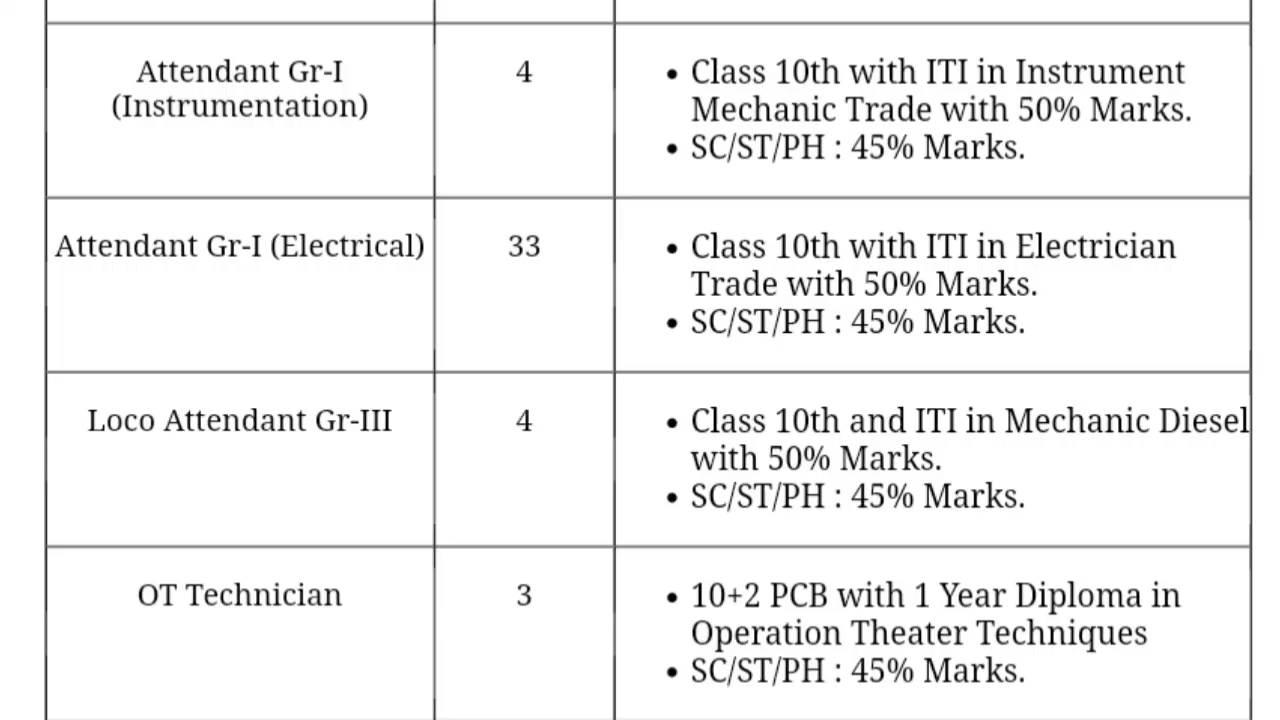 Attendant Gr-I
(Instrumentation)
4
• Class 10th with ITI in Instrument
Mechanic Trade with 50% Marks.
• SC/ST/PH : 45% Marks.
Attendant Gr-I (Electrical)
33
• Class 10th with ITI in Electrician
Trade with 50% Marks.
• SC/ST/PH : 45% Marks.
Loco Attendant Gr-III
4
• Class 10th and ITI in Mechanic Diesel
with 50% Marks.
• SC/ST/PH : 45% Marks.
OT Technician
3
• 10+2 PCB with 1 Year Diploma in
Operation Theater Techniques
• SC/ST/PH : 45% Marks.